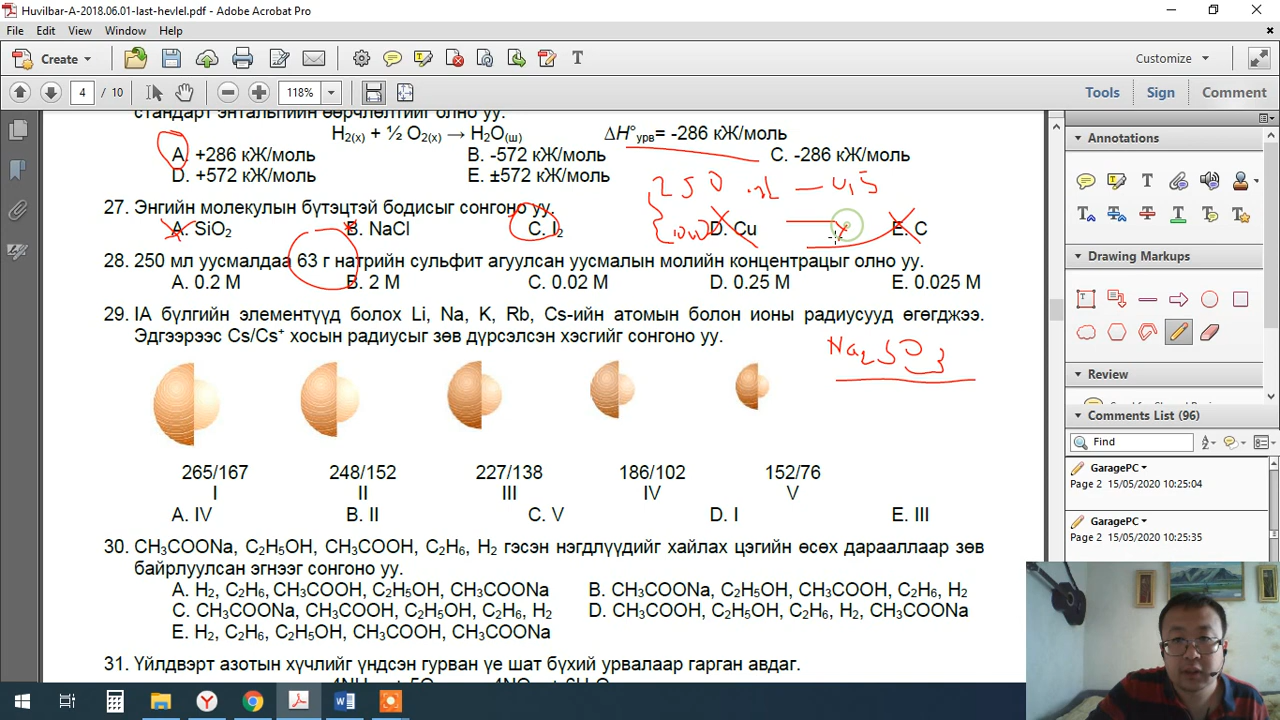 Huvilbar-A-2018.06.01-last-hevlel.pdf - Adobe Acrobat Pro
File Edit View Window Help
Create
Customize
4 / 10
118%
Tools Sign Comment
стандарт энтальпийн өөрчлөлтийг олно уу.
H2(х) + ½ O2(х) → H2O(ш) ΔH°урв= -286 кЖ/моль
A. +286 кЖ/моль B. -572 кЖ/моль C. -286 кЖ/моль
D. +572 кЖ/моль E. ±572 кЖ/моль
250 мл — 0,5
27. Энгийн молекулын бүтэцтэй бодисыг сонгоно уу.
A. SiO2 B. NaCl C. I2 D. Cu E. C
1000 x
28. 250 мл уусмалдаа 63 г натрийн сульфит агуулсан уусмалын молийн концентрацыг олно уу.
A. 0.2 M B. 2 M C. 0.02 M D. 0.25 M E. 0.025 M
29. IA бүлгийн элементүүд болох Li, Na, K, Rb, Cs-ийн атомын болон ионы радиусууд өгөгджээ.
Эдгээрээс Cs/Cs+ хосын радиусыг зөв дүрсэлсэн хэсгийг сонгоно уу.
Na2SO3
265/167 248/152 227/138 186/102 152/76
I II III IV V
A. IV B. II C. V D. I E. III
30. CH3COONa, C2H5OH, CH3COOH, C2H6, H2 гэсэн нэгдлүүдийг хайлах цэгийн өсөх дарааллаар зөв
байрлуулсан эгнээг сонгоно уу.
A. H2, C2H6, CH3COOH, C2H5OH, CH3COONa B. CH3COONa, C2H5OH, CH3COOH, C2H6, H2
C. CH3COONa, CH3COOH, C2H5OH, C2H6, H2 D. CH3COOH, C2H5OH, C2H6, H2, CH3COONa
E. H2, C2H6, C2H5OH, CH3COOH, CH3COONa
31. Үйлдвэрт азотын хүчлийг үндсэн гурван үе шат бүхий урвалаар гарган авдаг.
Annotations
Drawing Markups
Review
Comments List (96)
Find
GaragePC
Page 2 15/05/2020 10:25:04
GaragePC
Page 2 15/05/2020 10:25:35